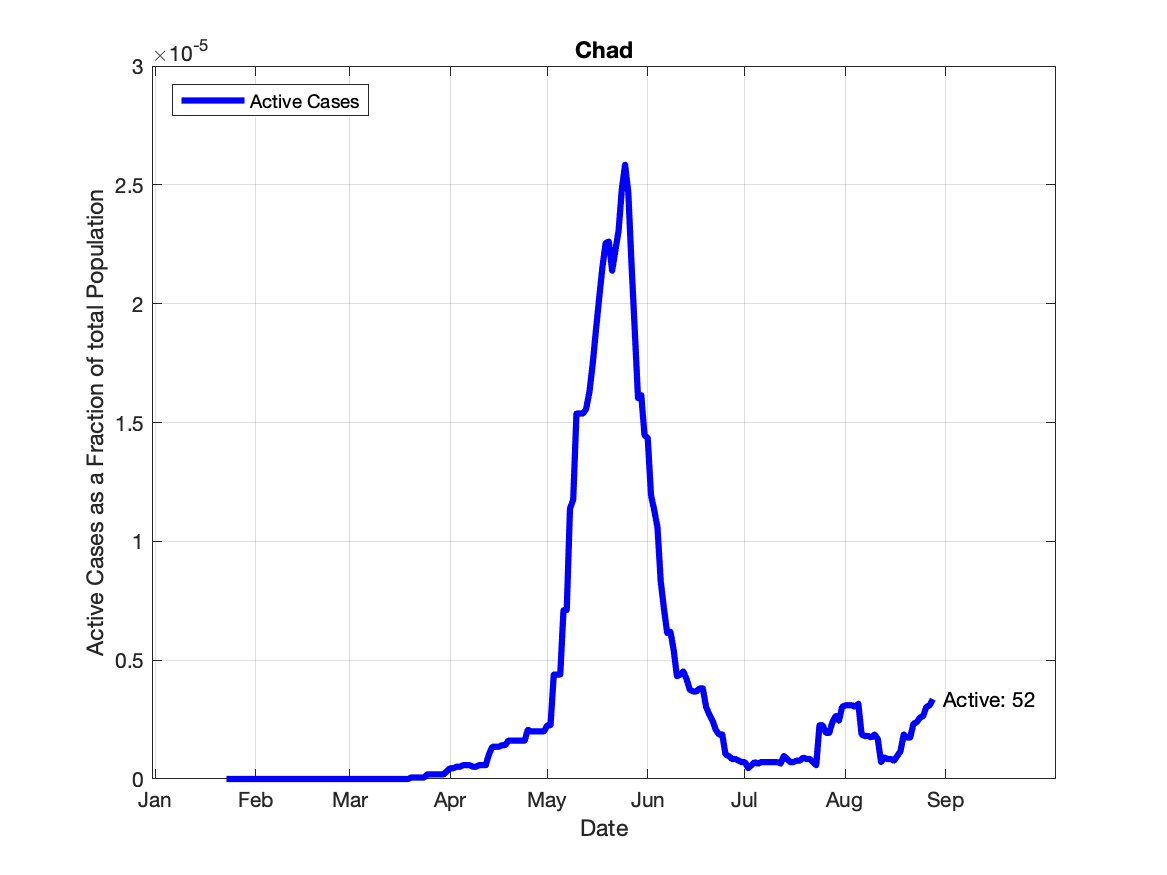 Chad
×10-5
Active Cases
3
2.5
2
1.5
1
0.5
0
Active Cases as a Fraction of total Population
Active: 52
Jan Feb Mar Apr May Jun Jul Aug Sep
Date